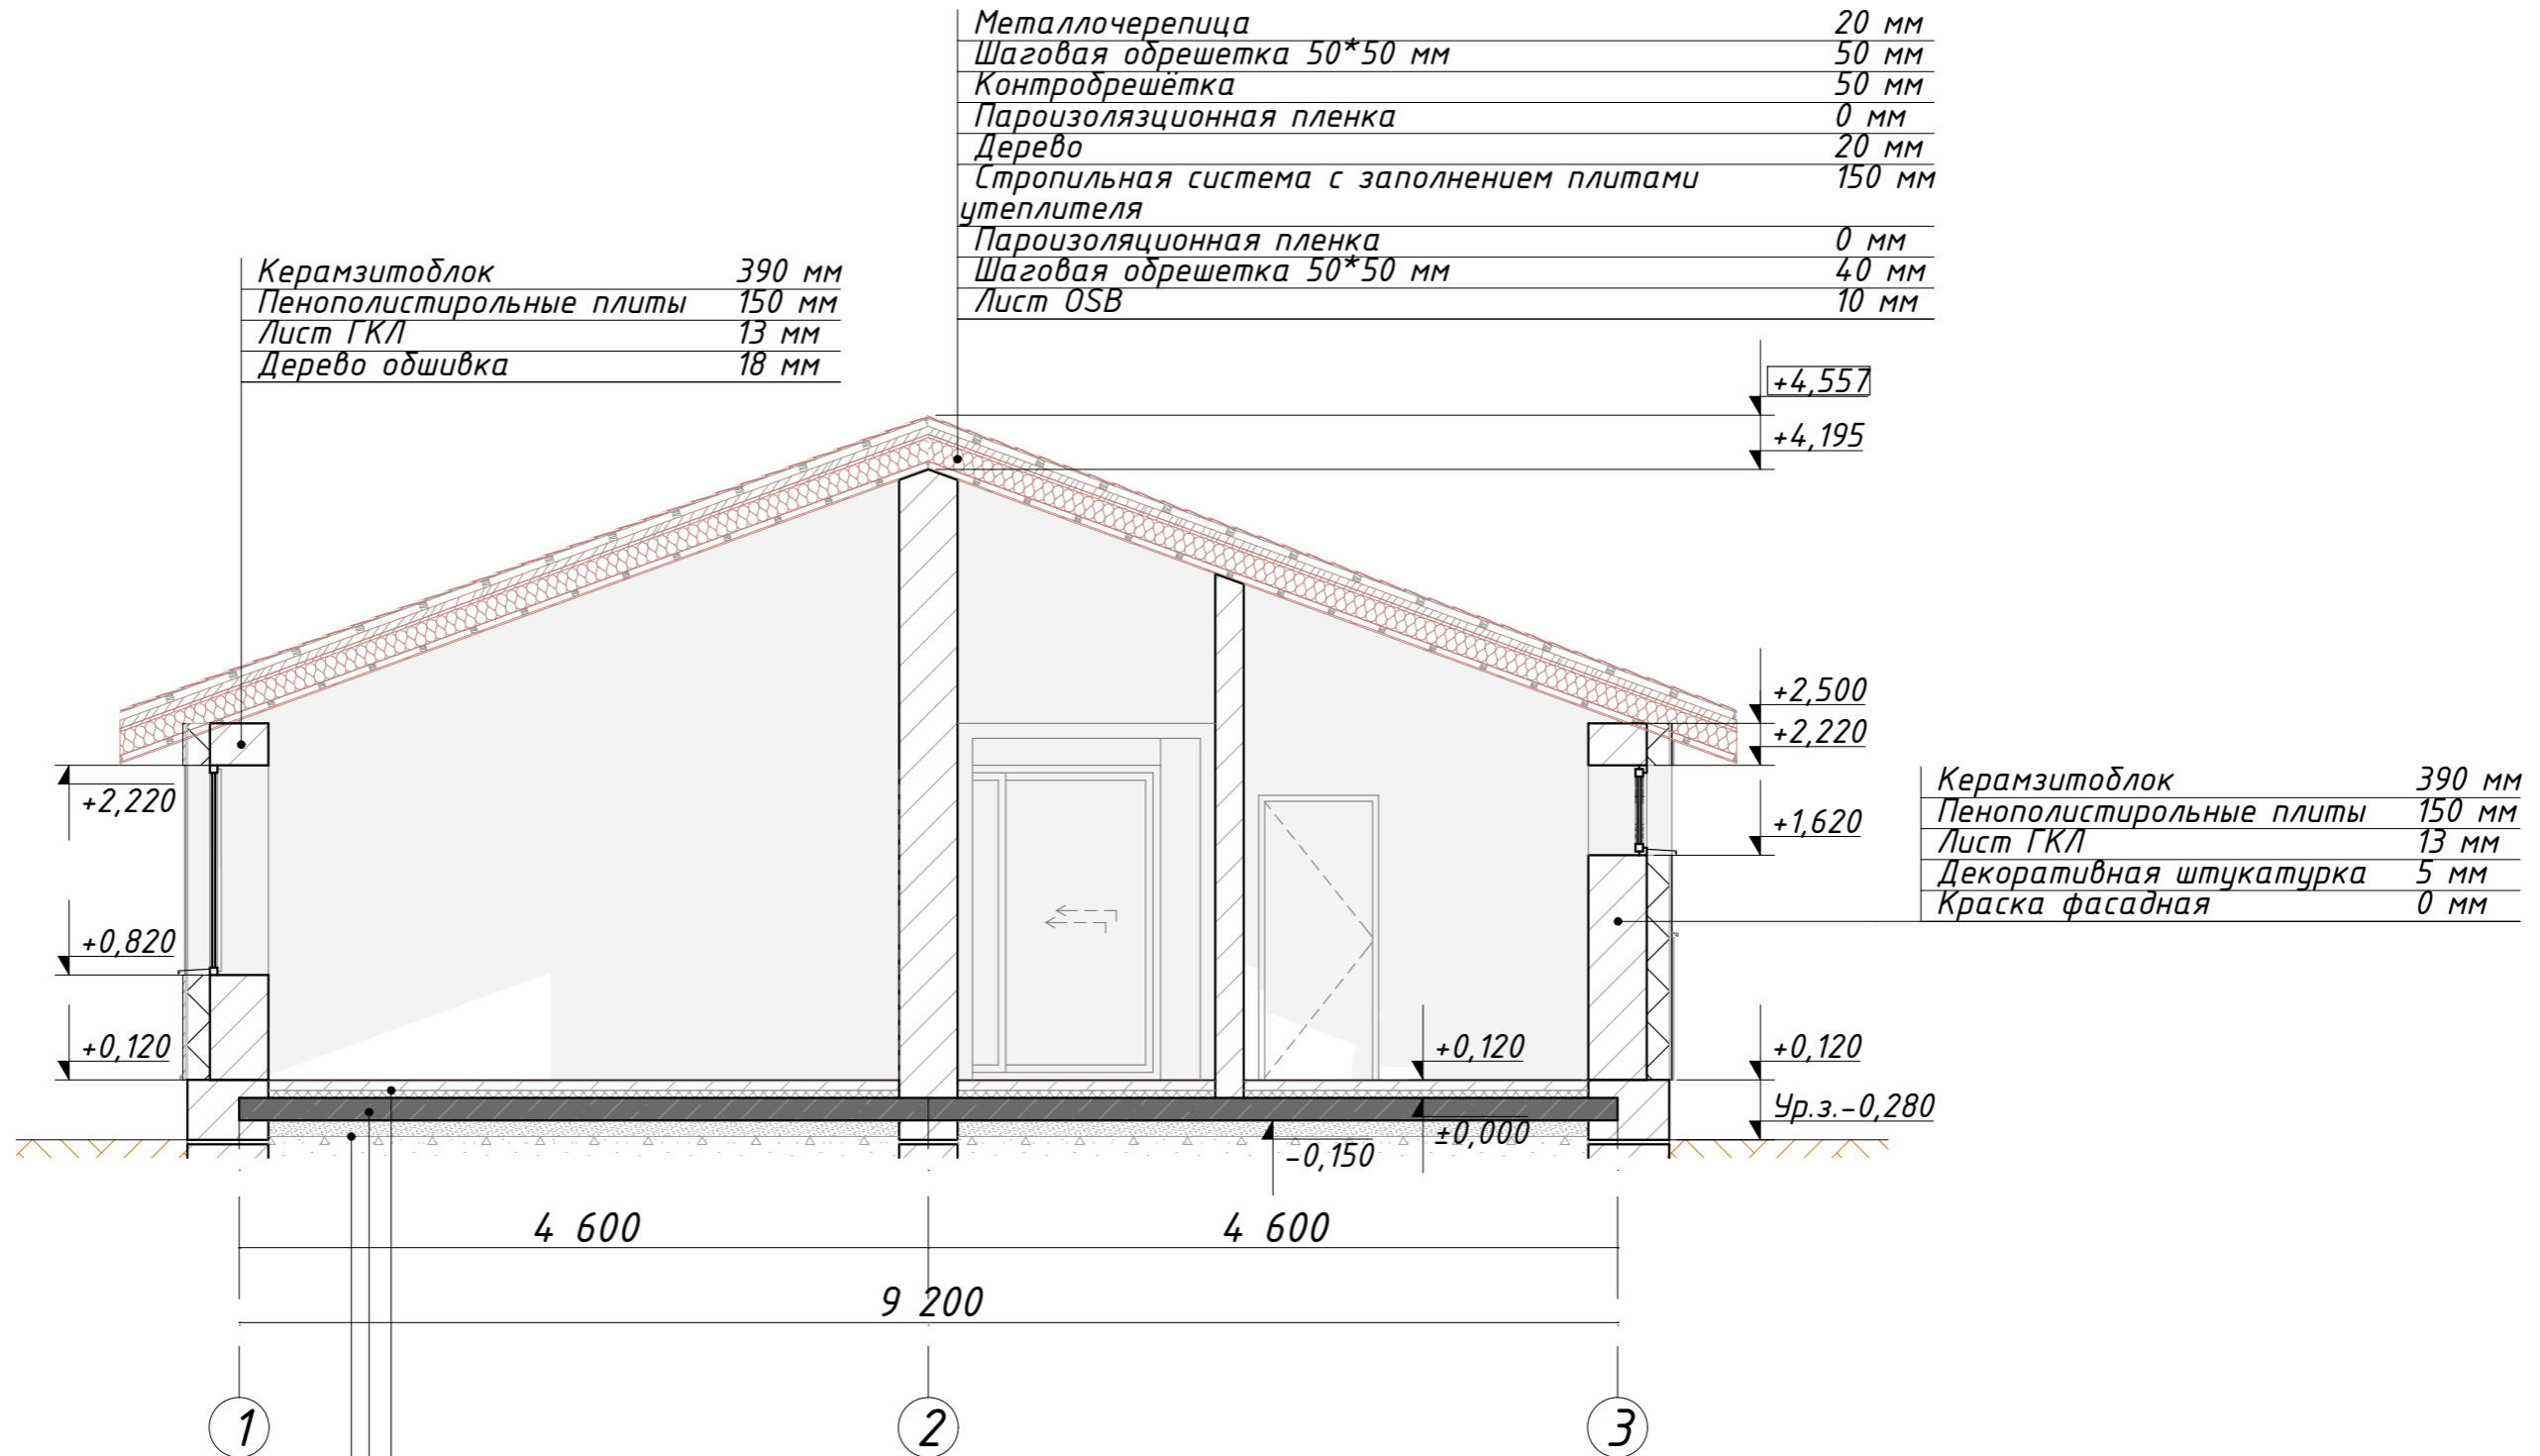 Металлочерепица 20 мм
Шаговая обрешетка 50*50 мм 50 мм
Контробрешётка 50 мм
Пароизолязционная пленка 0 мм
Дерево 20 мм
Стропильная система с заполнением плитами 150 мм
утеплителя
Пароизоляционная пленка 0 мм
Шаговая обрешетка 50*50 мм 40 мм
Лист OSB 10 мм
Керамзитоблок 390 мм
Пенополистирольные плиты 150 мм
Лист ГКЛ 13 мм
Дерево обшивка 18 мм
+4,557
+4,195
+2,500
+2,220
+1,620
+0,120
Ур.з.-0,280
Керамзитоблок 390 мм
Пенополистирольные плиты 150 мм
Лист ГКЛ 13 мм
Декоративная штукатурка 5 мм
Краска фасадная 0 мм
+2,220
+0,820
+0,120
+0,120
±0,000
-0,150
4 600 4 600
9 200
1 2 3